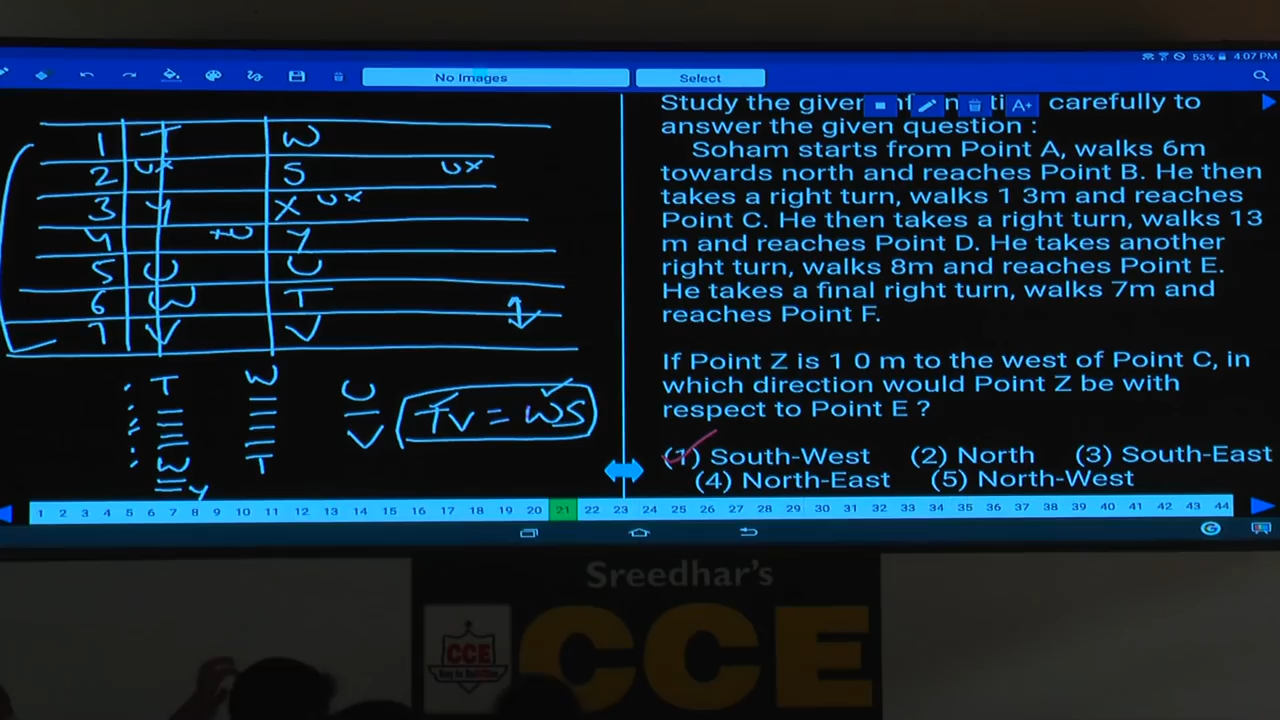 53% 4:07 PM
No Images Select
Study the given carefully to
answer the given question :
Soham starts from Point A, walks 6m
towards north and reaches Point B. He then
takes a right turn, walks 1 3m and reaches
Point C. He then takes a right turn, walks 13
m and reaches Point D. He takes another
right turn, walks 8m and reaches Point E.
He takes a final right turn, walks 7m and
reaches Point F.
If Point Z is 1 0 m to the west of Point C, in
which direction would Point Z be with
respect to Point E ?
(1) South-West (2) North (3) South-East
(4) North-East (5) North-West
1 T W
2 UX S UX
3 Y X UX
4 Y
5 U U
6 W T
7 V V
T W U
V TV = WS
W T
Y
1 2 3 4 5 6 7 8 9 10 11 12 13 14 15 16 17 18 19 20 21 22 23 24 25 26 27 28 29 30 31 32 33 34 35 36 37 38 39 40 41 42 43 44
Sreedhar's
CCE
CCE